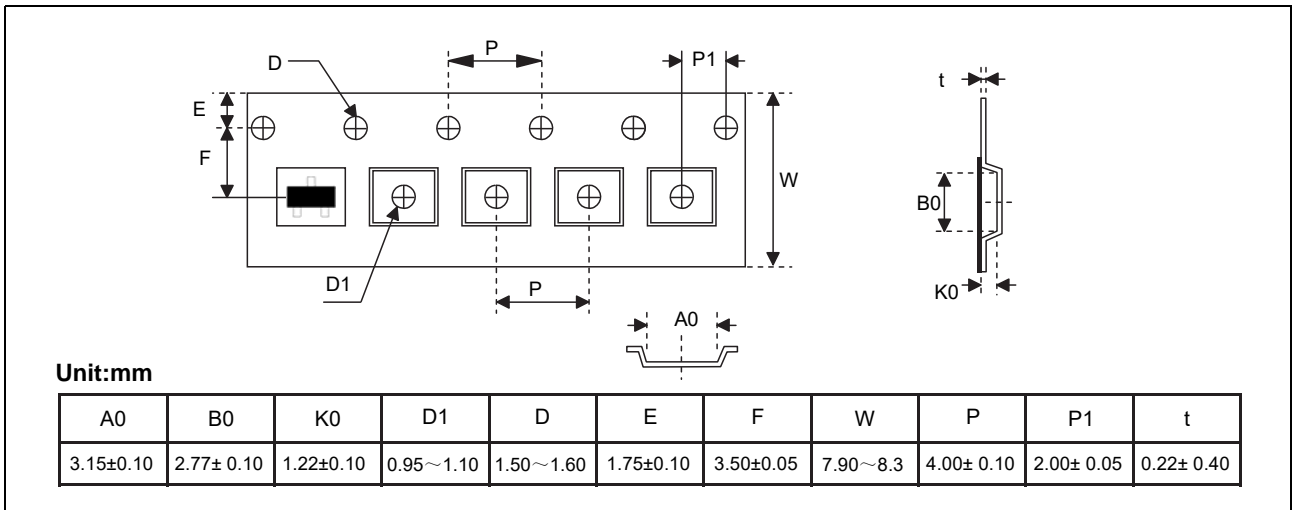 P
P1
D
t
E
F
W
B0
D1
P
K0
A0
Unit:mm
A0 B0 K0 D1 D E F W P P1 t
3.15±0.10 2.77± 0.10 1.22±0.10 0.95～1.10 1.50～1.60 1.75±0.10 3.50±0.05 7.90～8.3 4.00± 0.10 2.00± 0.05 0.22± 0.40